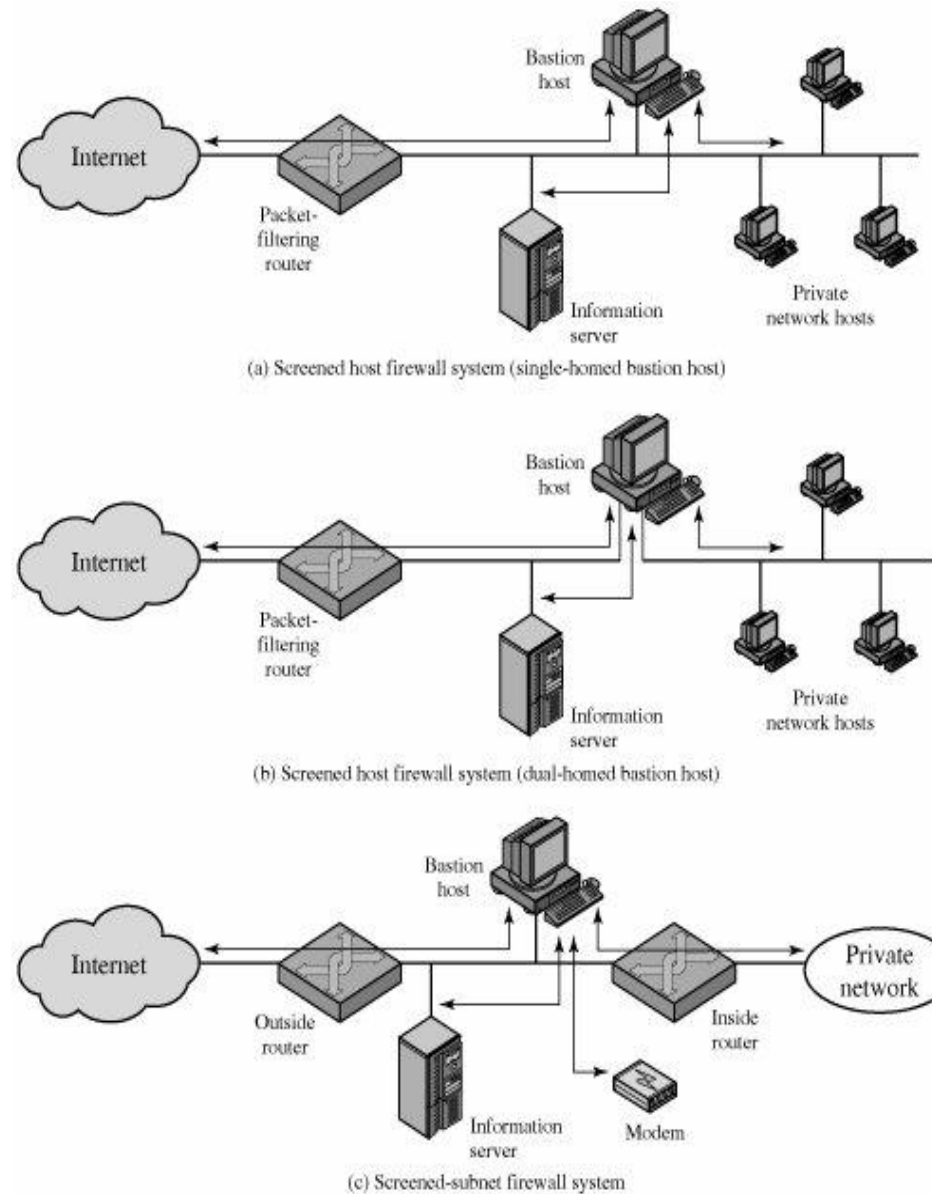 Bastion
host
Internet
Packet-
filtering
router
Information
server
Private
network hosts
(a) Screened host firewall system (single-homed bastion host)
Bastion
host
Internet
Packet-
filtering
router
Information
server
Private
network hosts
(b) Screened host firewall system (dual-homed bastion host)
Bastion
host
Internet
Outside
router
Information
server
Modem
Inside
router
Private
network
(c) Screened-subnet firewall system